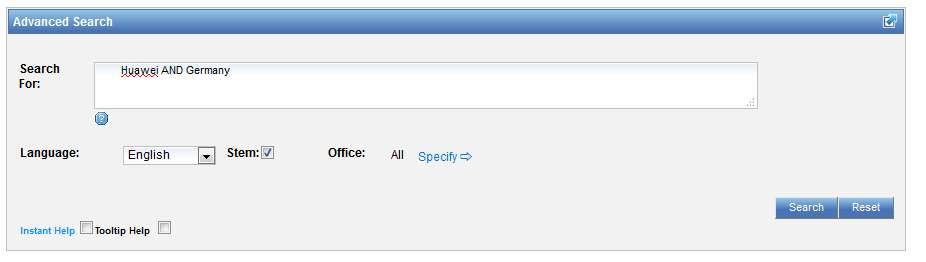 Advanced Search
Search For:
Huawei AND Germany
?
Language: English Stem: Office: All Specify
Search Reset
Instant Help Tooltip Help